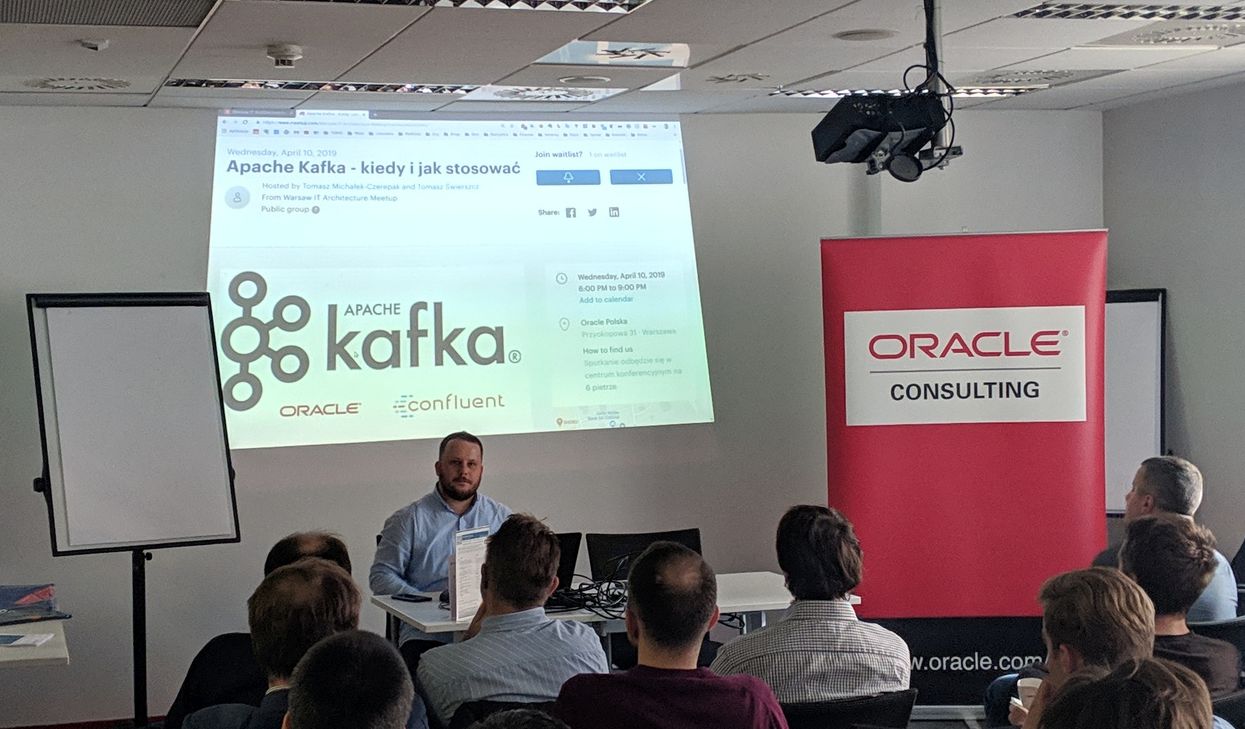 Wednesday, April 10, 2019
Apache Kafka - kiedy i jak stosować
Hosted by Tomasz Michałek-Czerepak and Tomasz Świerszcz
From Warsaw IT Architecture Meetup
Public group
Join waitlist? 1 on waitlist
Share:
APACHE
kafka®
ORACLE® confluent
Wednesday, April 10, 2019
6:00 PM to 9:00 PM
Add to calendar
Oracle Polska
Przyokopowa 31 · Warszawa
How to find us
Spotkanie odbędzie się w
centrum konferencyjnym na
6 piętrze
ORACLE®
CONSULTING
w.oracle.com